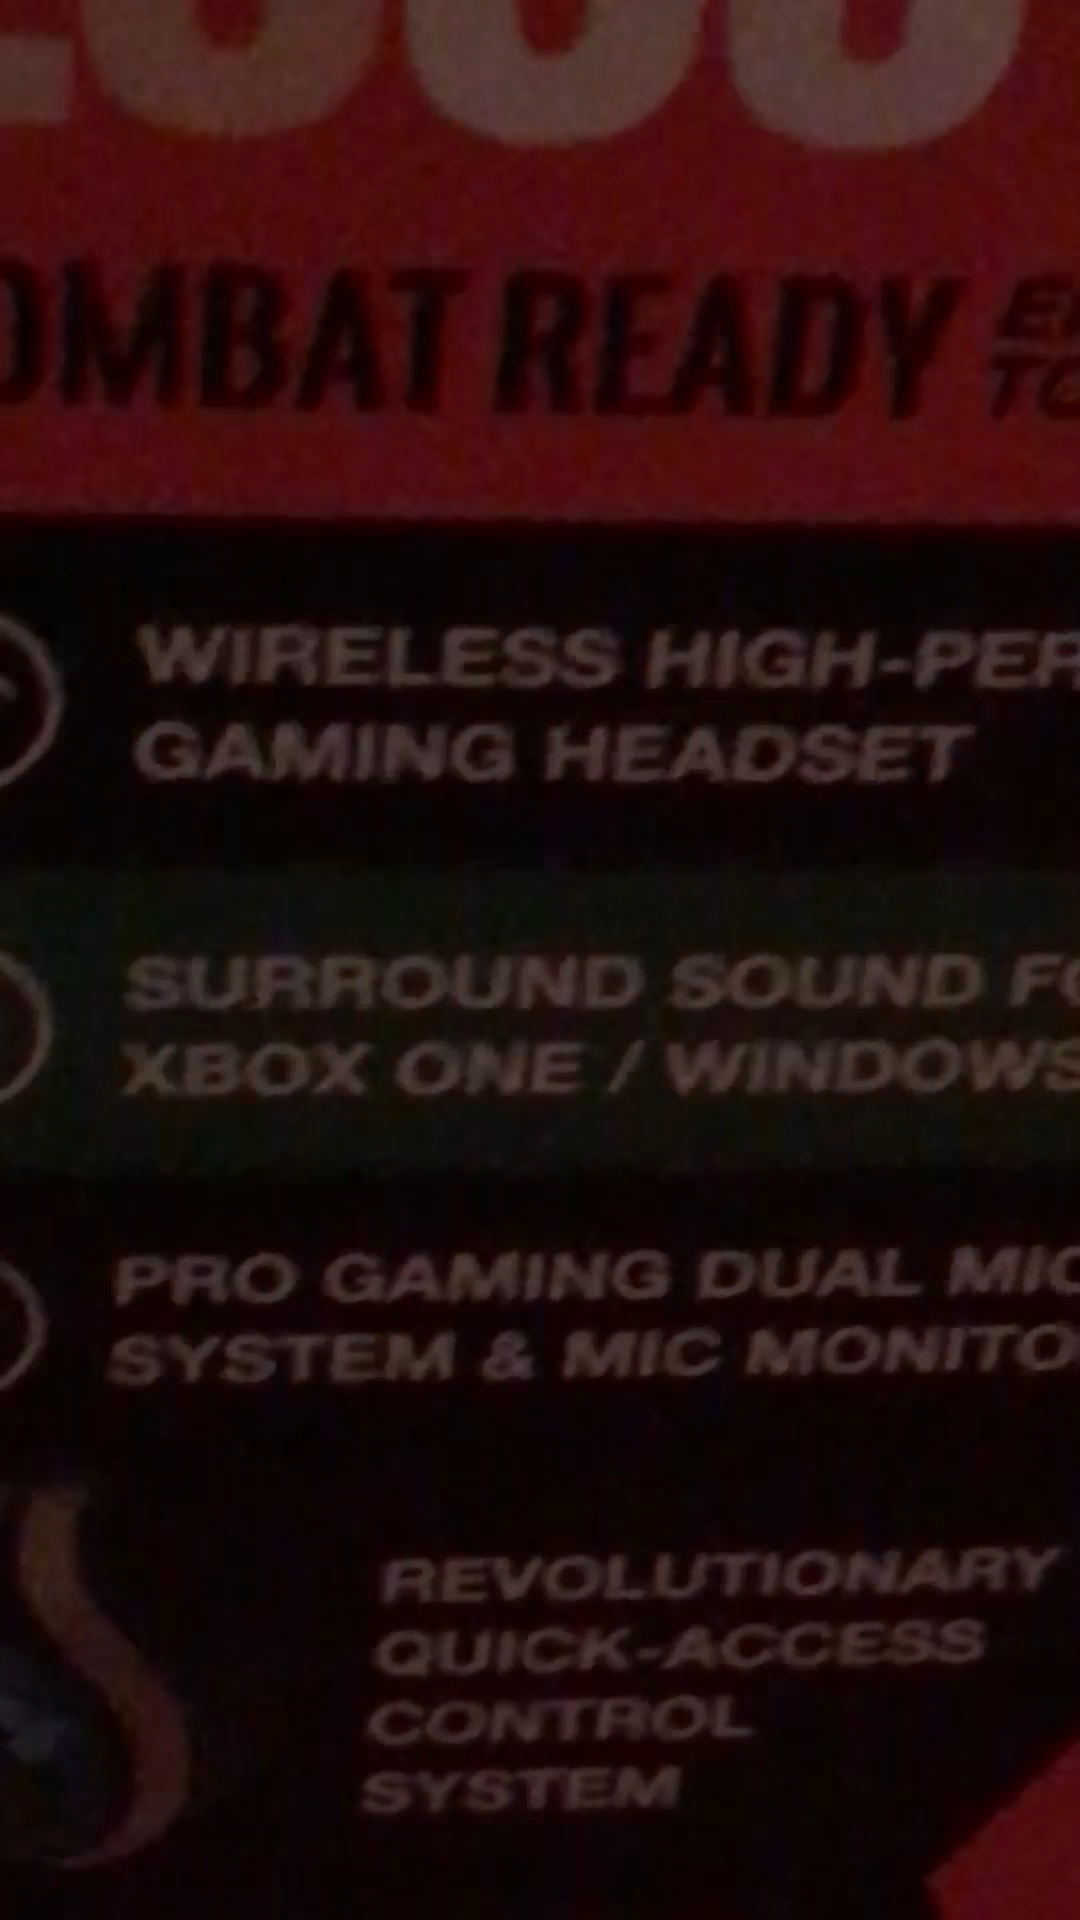 OMBAT READY
WIRELESS HIGH-PER
GAMING HEADSET
SURROUND SOUND FO
XBOX ONE / WINDOWS
PRO GAMING DUAL MIC
SYSTEM & MIC MONITO
REVOLUTIONARY
QUICK-ACCESS
CONTROL
SYSTEM